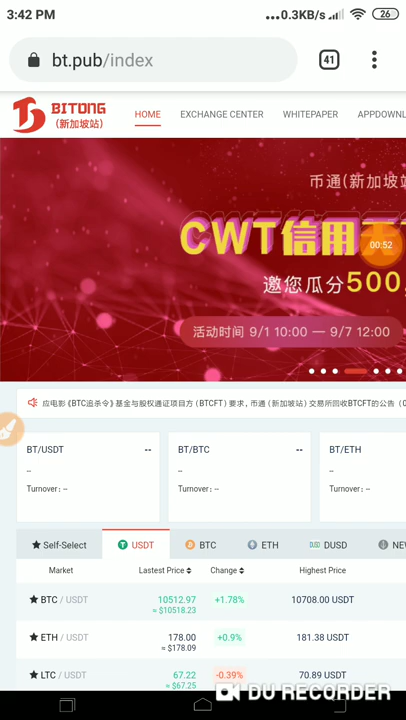 3:42 PM
...0.3KB/s
26
bt.pub/index
41
BITONG
(新加坡站)
HOME
EXCHANGE CENTER
WHITEPAPER
APPDOWNL
币通(新加坡站
CWT信用
00:52
邀您瓜分500,
活动时间 9/1 10:00 — 9/7 12:00
应电影《BTC追杀令》基金与股权通证项目方 (BTCFT) 要求，币通 (新加坡站) 交易所回收BTCFT的公告 (0
BT/USDT
--
BT/BTC
--
BT/ETH
--
--
--
Turnover: --
Turnover: --
Turnover: --
Self-Select
USDT
BTC
ETH
DUSD
DUSD
NEW
Market
Lastest Price
Change
Highest Price
BTC / USDT
10512.97
≈ $10518.23
+1.78%
10708.00 USDT
ETH / USDT
178.00
≈ $178.09
+0.9%
181.38 USDT
LTC / USDT
67.22
≈ $67.25
-0.39%
70.89 USDT
DU RECORDER